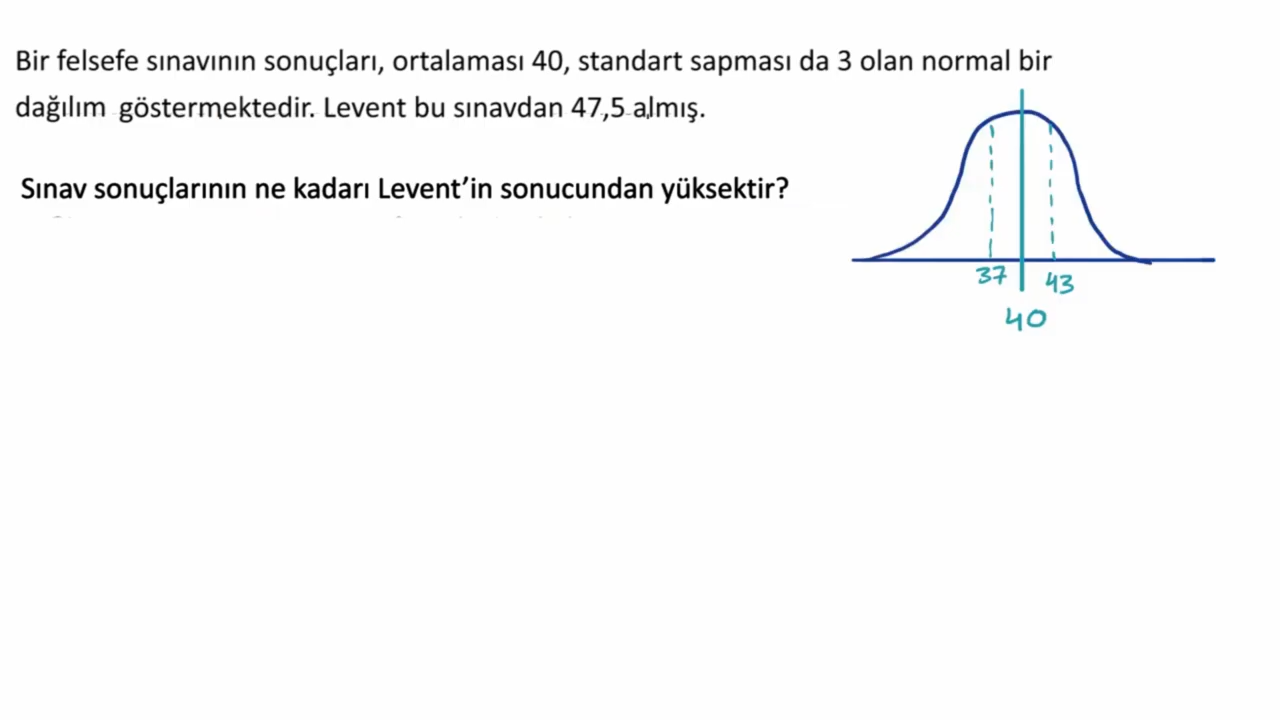 Bir felsefe sınavının sonuçları, ortalaması 40, standart sapması da 3 olan normal bir
dağılım göstermektedir. Levent bu sınavdan 47,5 almış.
Sınav sonuçlarının ne kadarı Levent’in sonucundan yüksektir?
37 43
40